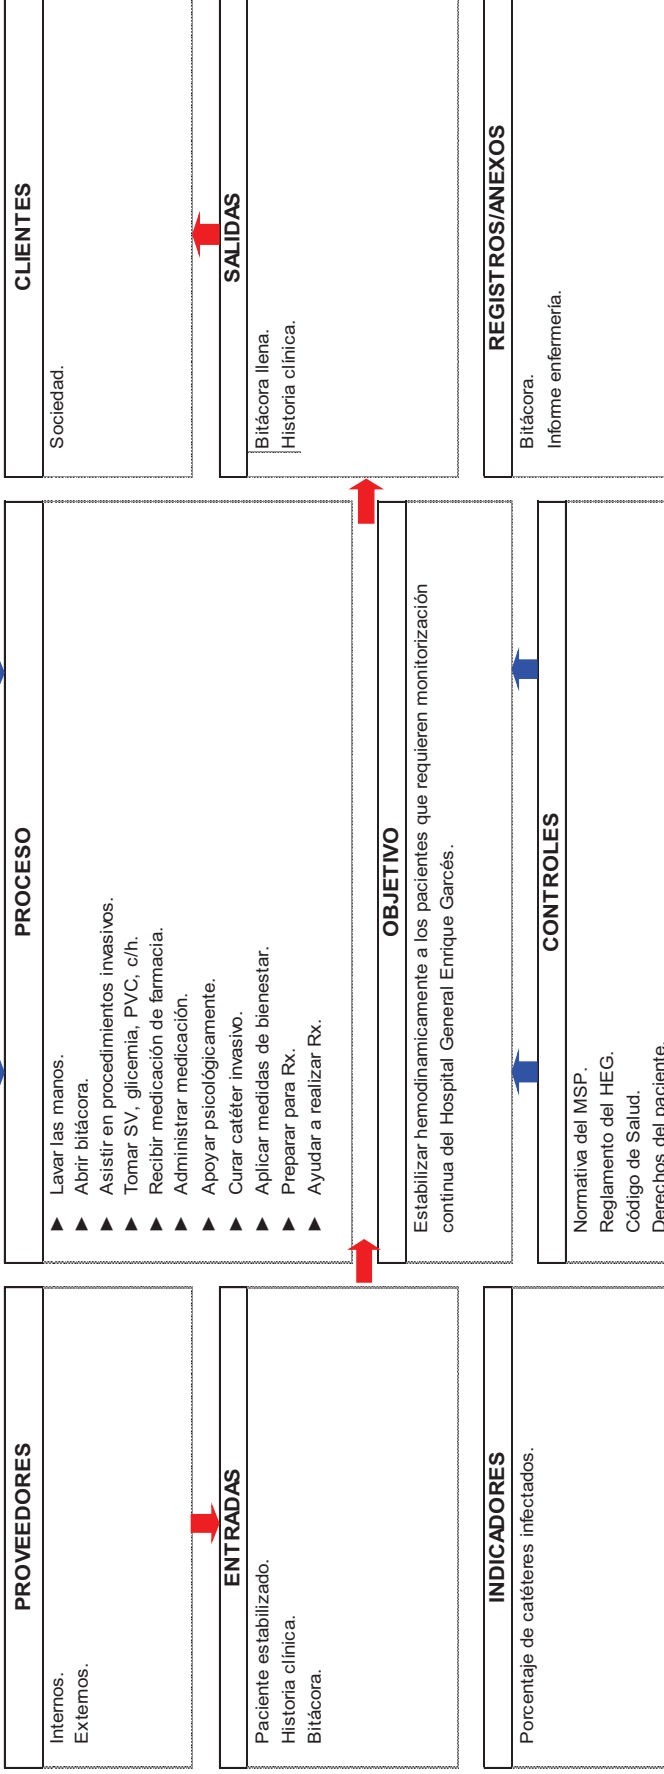 PROVEEDORES
Internos.
Externos.
ENTRADAS
Paciente estabilizado.
Historia clínica.
Bitácora.
INDICADORES
Porcentaje de catéteres infectados.
PROCESO
► Lavar las manos.
► Abrir bitácora.
► Asistir en procedimientos invasivos.
► Tomar SV, glicemia, PVC, c/h.
► Recibir medicación de farmacia.
► Administrar medicación.
► Apoyar psicológicamente.
► Curar catéter invasivo.
► Aplicar medidas de bienestar.
► Preparar para Rx.
► Ayudar a realizar Rx.
OBJETIVO
Estabilizar hemodinamicamente a los pacientes que requieren monitorización
continua del Hospital General Enrique Garcés.
CONTROLES
Normativa del MSP.
Reglamento del HEG.
Código de Salud.
Derechos del paciente.
CLIENTES
Sociedad.
SALIDAS
Bitácora llena.
Historia clínica.
REGISTROS/ANEXOS
Bitácora.
Informe enfermería.